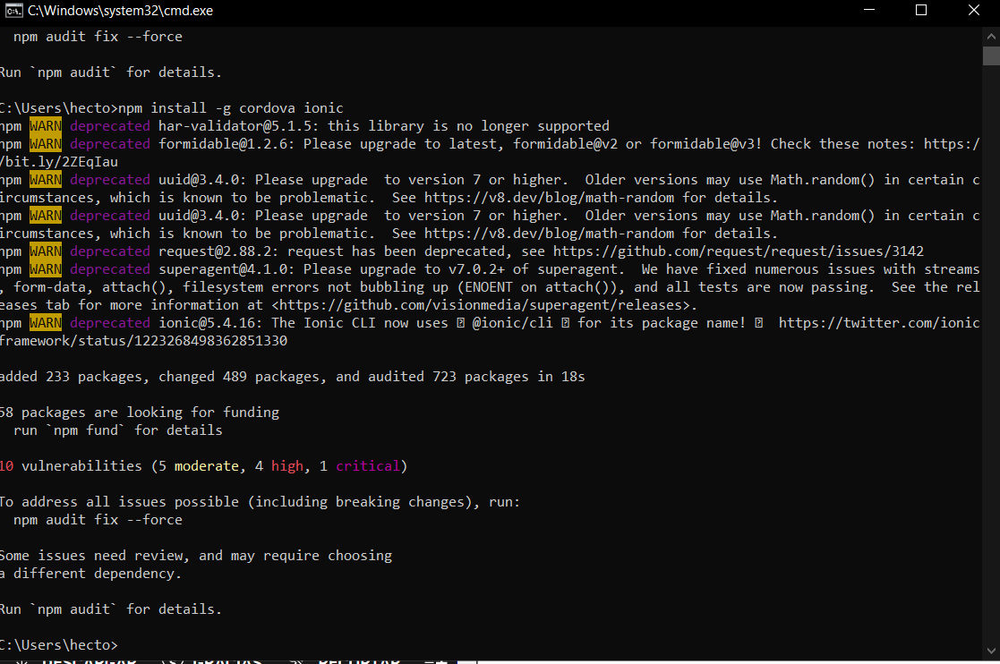 C:\Windows\system32\cmd.exe
npm audit fix --force
Run `npm audit` for details.
C:\Users\hecto>npm install -g cordova ionic
npm WARN deprecated har-validator@5.1.5: this library is no longer supported
npm WARN deprecated formidable@1.2.6: Please upgrade to latest, formidable@v2 or formidable@v3! Check these notes: https:/
/bit.ly/2ZEqIau
npm WARN deprecated uuid@3.4.0: Please upgrade  to version 7 or higher.  Older versions may use Math.random() in certain c
ircumstances, which is known to be problematic.  See https://v8.dev/blog/math-random for details.
npm WARN deprecated uuid@3.4.0: Please upgrade  to version 7 or higher.  Older versions may use Math.random() in certain c
ircumstances, which is known to be problematic.  See https://v8.dev/blog/math-random for details.
npm WARN deprecated request@2.88.2: request has been deprecated, see https://github.com/request/request/issues/3142
npm WARN deprecated superagent@4.1.0: Please upgrade to v7.0.2+ of superagent.  We have fixed numerous issues with streams
, form-data, attach(), filesystem errors not bubbling up (ENOENT on attach()), and all tests are now passing.  See the rel
eases tab for more information at <https://github.com/visionmedia/superagent/releases>.
npm WARN deprecated ionic@5.4.16: The Ionic CLI now uses @ionic/cli for its package name! https://twitter.com/ionic
framework/status/1223268498362851330
added 233 packages, changed 489 packages, and audited 723 packages in 18s
58 packages are looking for funding
run `npm fund` for details
10 vulnerabilities (5 moderate, 4 high, 1 critical)
To address all issues possible (including breaking changes), run:
npm audit fix --force
Some issues need review, and may require choosing
a different dependency.
Run `npm audit` for details.
C:\Users\hecto>